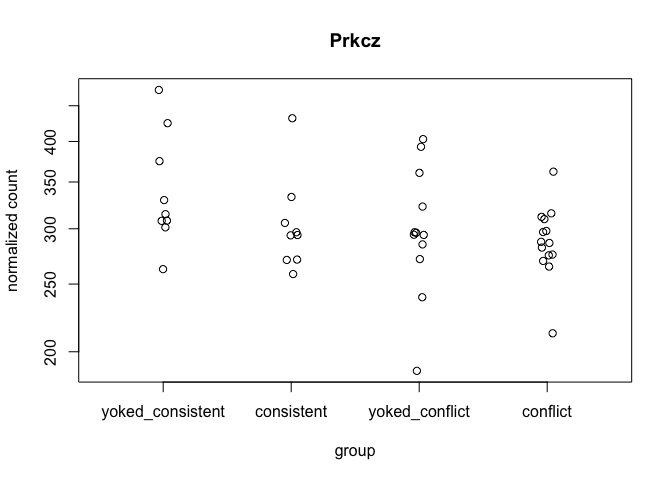 Prkcz
normalized count
400
350
300
250
200
yoked_consistent consistent yoked_conflict conflict
group